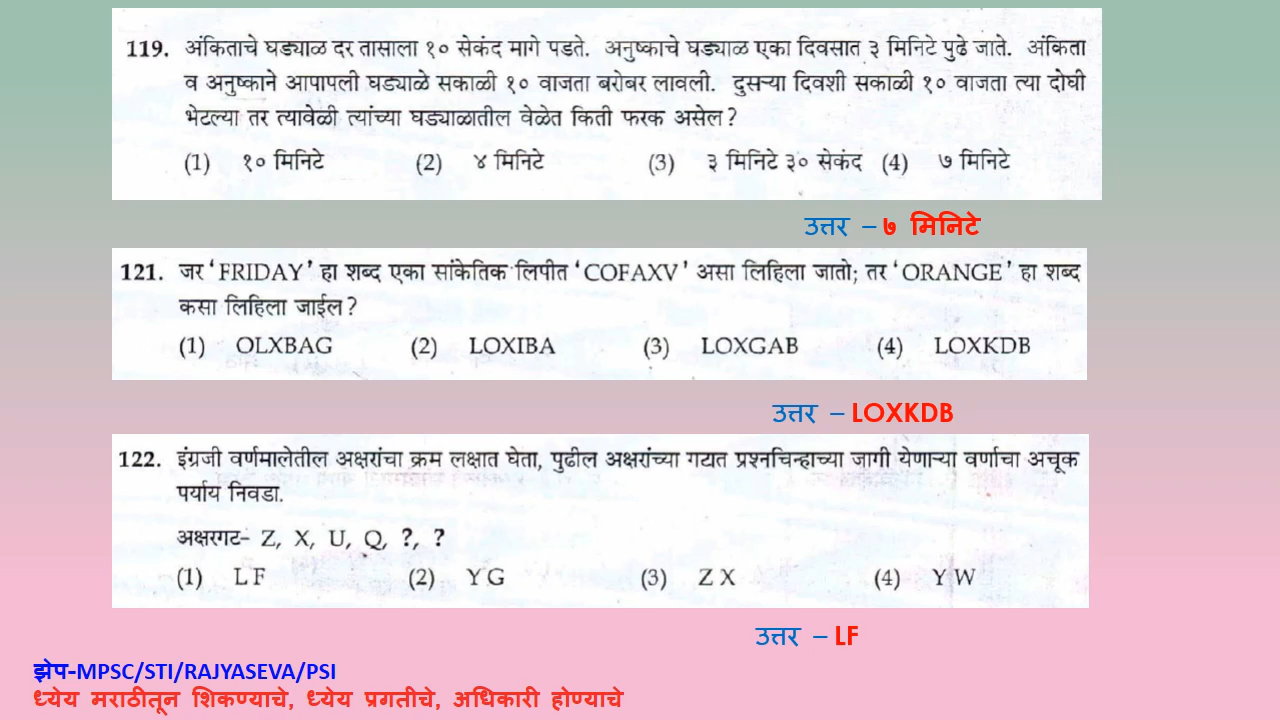 119. अंकिताचे घड्याळ दर तासाला १० सेकंद मागे पडते. अनुष्काचे घड्याळ एका दिवसात ३ मिनिटे पुढे जाते. अंकिता
व अनुष्काने आपापली घड्याळे सकाळी १० वाजता बरोबर लावली. दुसऱ्या दिवशी सकाळी १० वाजता त्या दोघी
भेटल्या तर त्यावेळी त्यांच्या घड्याळातील वेळेत किती फरक असेल ?
(1) १० मिनिटे (2) ४ मिनिटे (3) ३ मिनिटे ३० सेकंद (4) ७ मिनिटे
उत्तर – ७ मिनिटे
121. जर ‘FRIDAY’ हा शब्द एका सांकेतिक लिपीत ‘COFAXV’ असा लिहिला जातो; तर ‘ORANGE’ हा शब्द
कसा लिहिला जाईल ?
(1) OLXBAG (2) LOXIBA (3) LOXGAB (4) LOXKDB
उत्तर – LOXKDB
122. इंग्रजी वर्णमालेतील अक्षरांचा क्रम लक्षात घेता, पुढील अक्षरांच्या गटात प्रश्नचिन्हाच्या जागी येणाऱ्या वर्णाचा अचूक
पर्याय निवडा.
अक्षरगट- Z, X, U, Q, ?, ?
(1) L F (2) Y G (3) Z X (4) Y W
उत्तर – LF
झेप-MPSC/STI/RAJYASEVA/PSI
ध्येय मराठीतून शिकण्याचे, ध्येय प्रगतीचे, अधिकारी होण्याचे